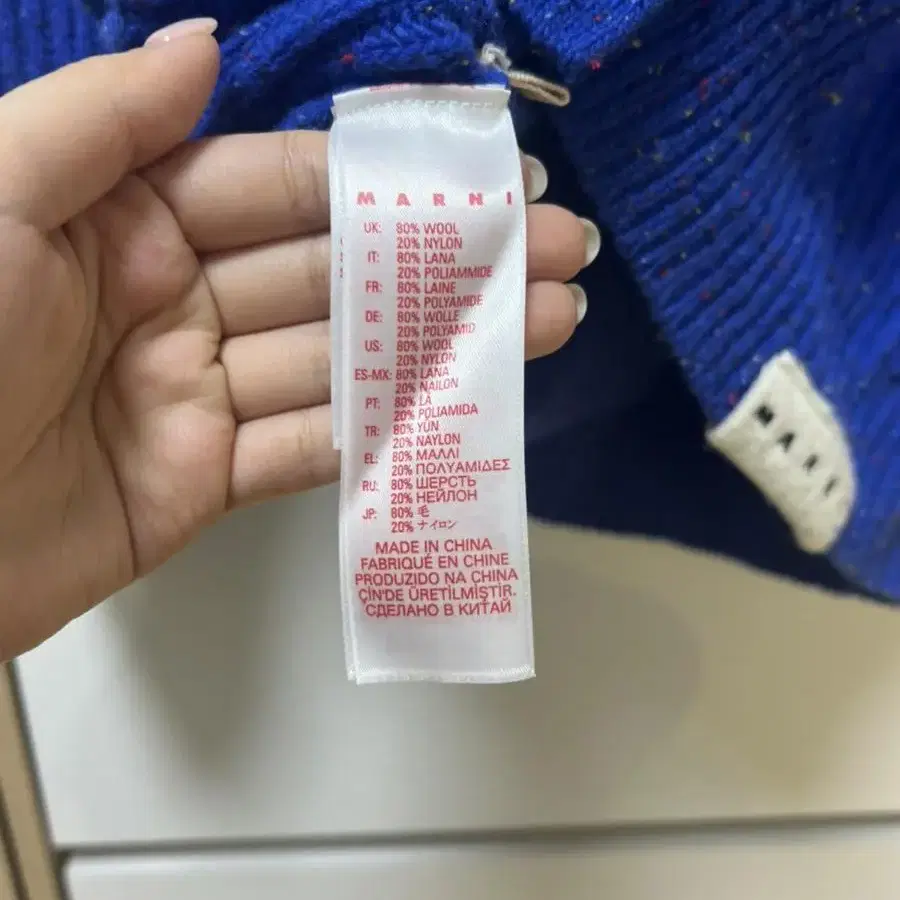 MARNI
UK: 80% WOOL
20% NYLON
IT: 80% LANA
20% POLIAMMIDE
FR: 80% LAINE
20% POLYAMIDE
DE: 80% WOLLE
20% POLYAMID
US: 80% WOOL
20% NYLON
ES-MX: 80% LANA
20% NAILON
PT: 80% LÃ
20% POLIAMIDA
TR: 80% YÜN
20% NAYLON
EL: 80% ΜΑΛΛΙ
20% ΠΟΛΥΑΜΙΔΕΣ
RU: 80% ШЕРСТЬ
20% НЕЙЛОН
JP: 80% 毛
20% ナイロン
MADE IN CHINA
FABRIQUÉ EN CHINE
PRODUZIDO NA CHINA
ÇİN'DE ÜRETİLMİŞTİR.
СДЕЛАНО В КИТАЙ
MARNI